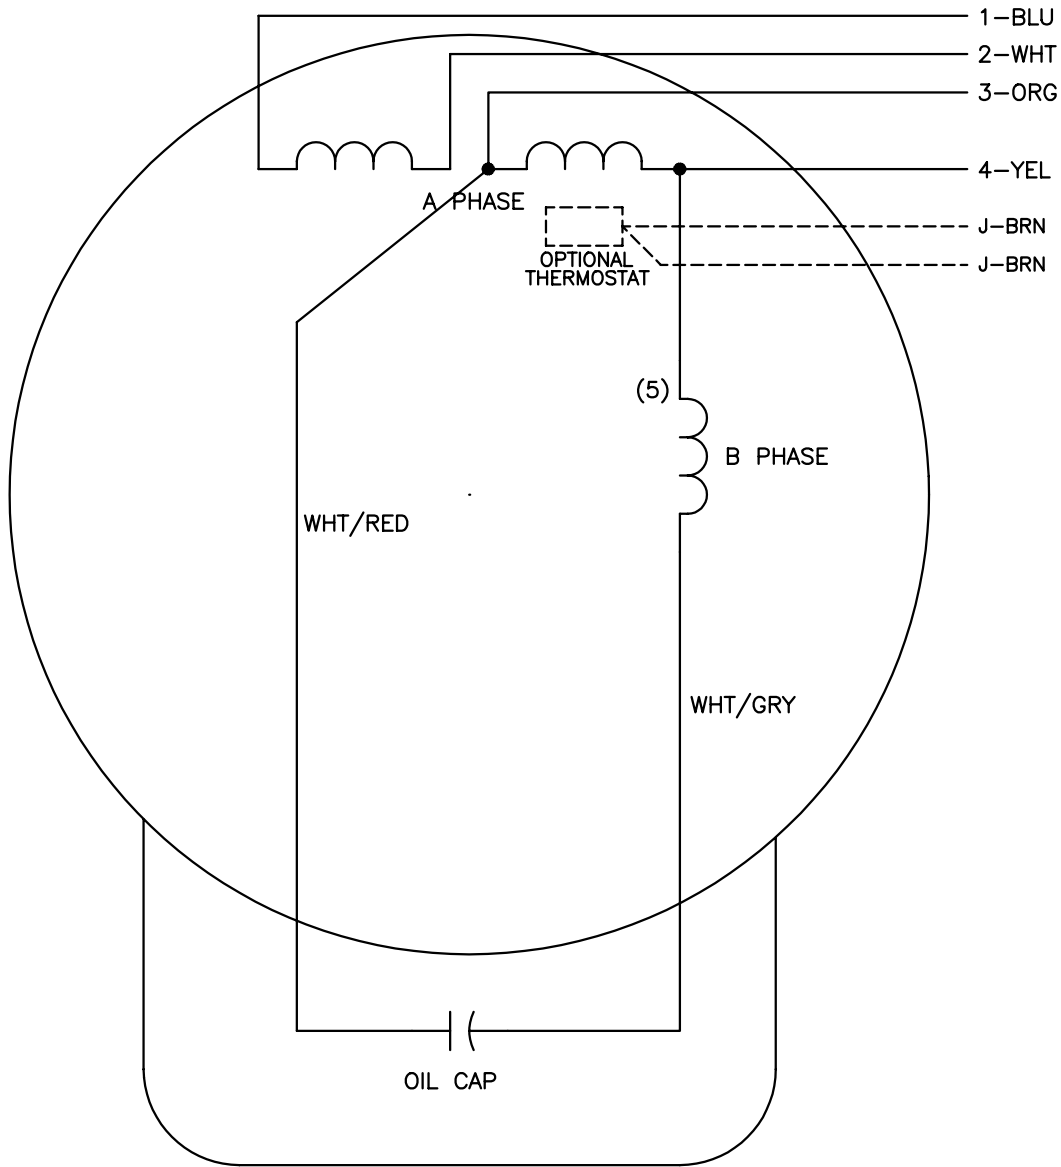 1-BLU
2-WHT
3-ORG
4-YEL
A PHASE
J-BRN
J-BRN
OPTIONAL
THERMOSTAT
(5)
B PHASE
WHT/RED
WHT/GRY
OIL CAP